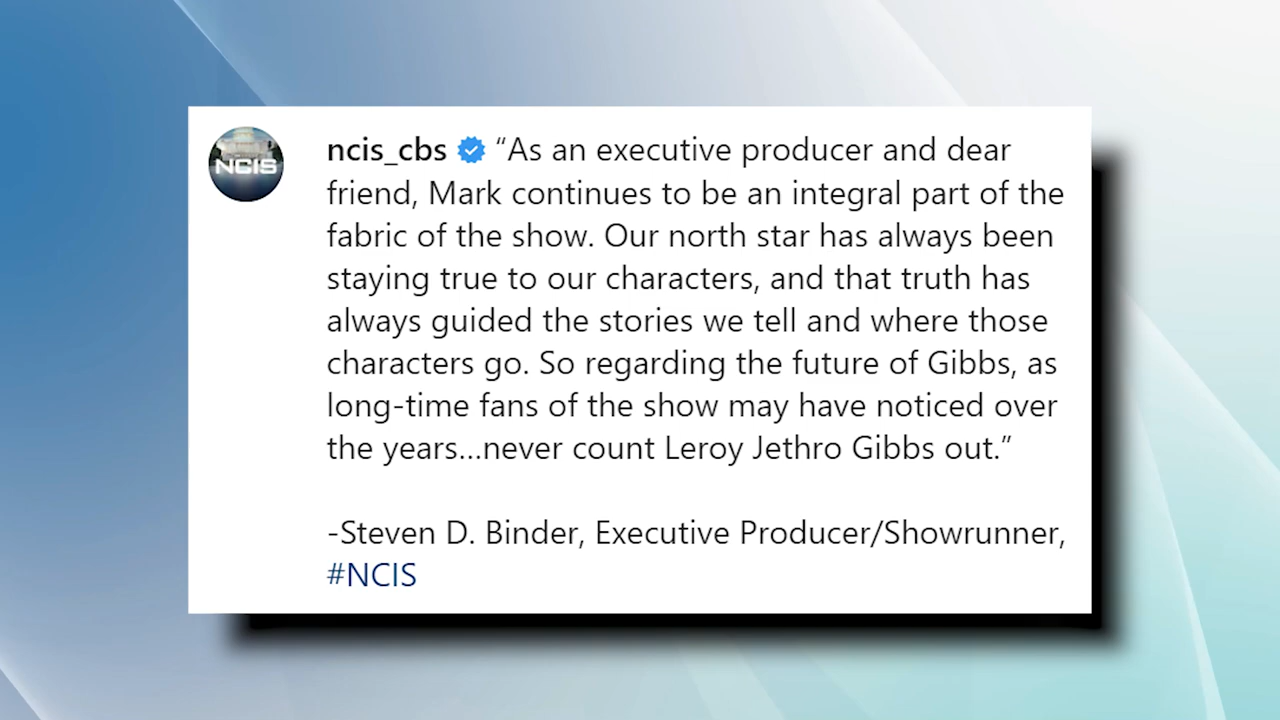 NCIS
ncis_cbs “As an executive producer and dear
friend, Mark continues to be an integral part of the
fabric of the show. Our north star has always been
staying true to our characters, and that truth has
always guided the stories we tell and where those
characters go. So regarding the future of Gibbs, as
long-time fans of the show may have noticed over
the years...never count Leroy Jethro Gibbs out.”
-Steven D. Binder, Executive Producer/Showrunner,
#NCIS